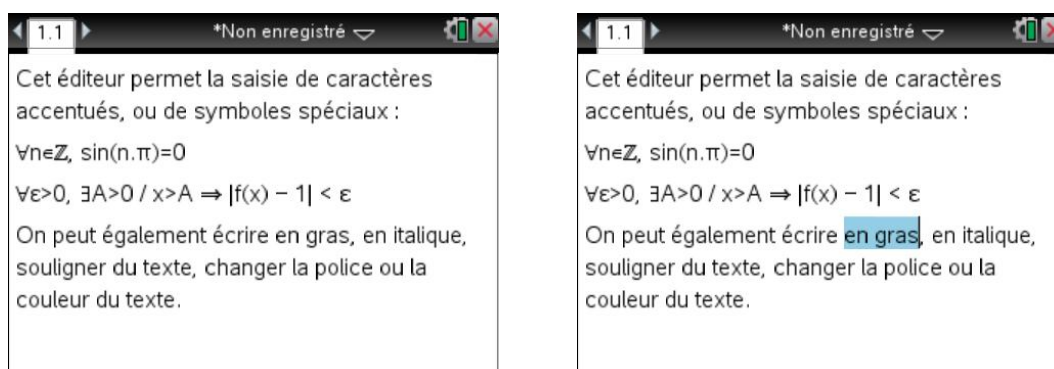 1.1 *Non enregistré
Cet éditeur permet la saisie de caractères
accentués, ou de symboles spéciaux :
∀n∊ℤ, sin(n.π)=0
∀ε>0, ∃A>0 / x>A ⇒ |f(x) − 1| < ε
On peut également écrire en gras, en italique,
souligner du texte, changer la police ou la
couleur du texte.
1.1 *Non enregistré
Cet éditeur permet la saisie de caractères
accentués, ou de symboles spéciaux :
∀n∊ℤ, sin(n.π)=0
∀ε>0, ∃A>0 / x>A ⇒ |f(x) − 1| < ε
On peut également écrire en gras, en italique,
souligner du texte, changer la police ou la
couleur du texte.